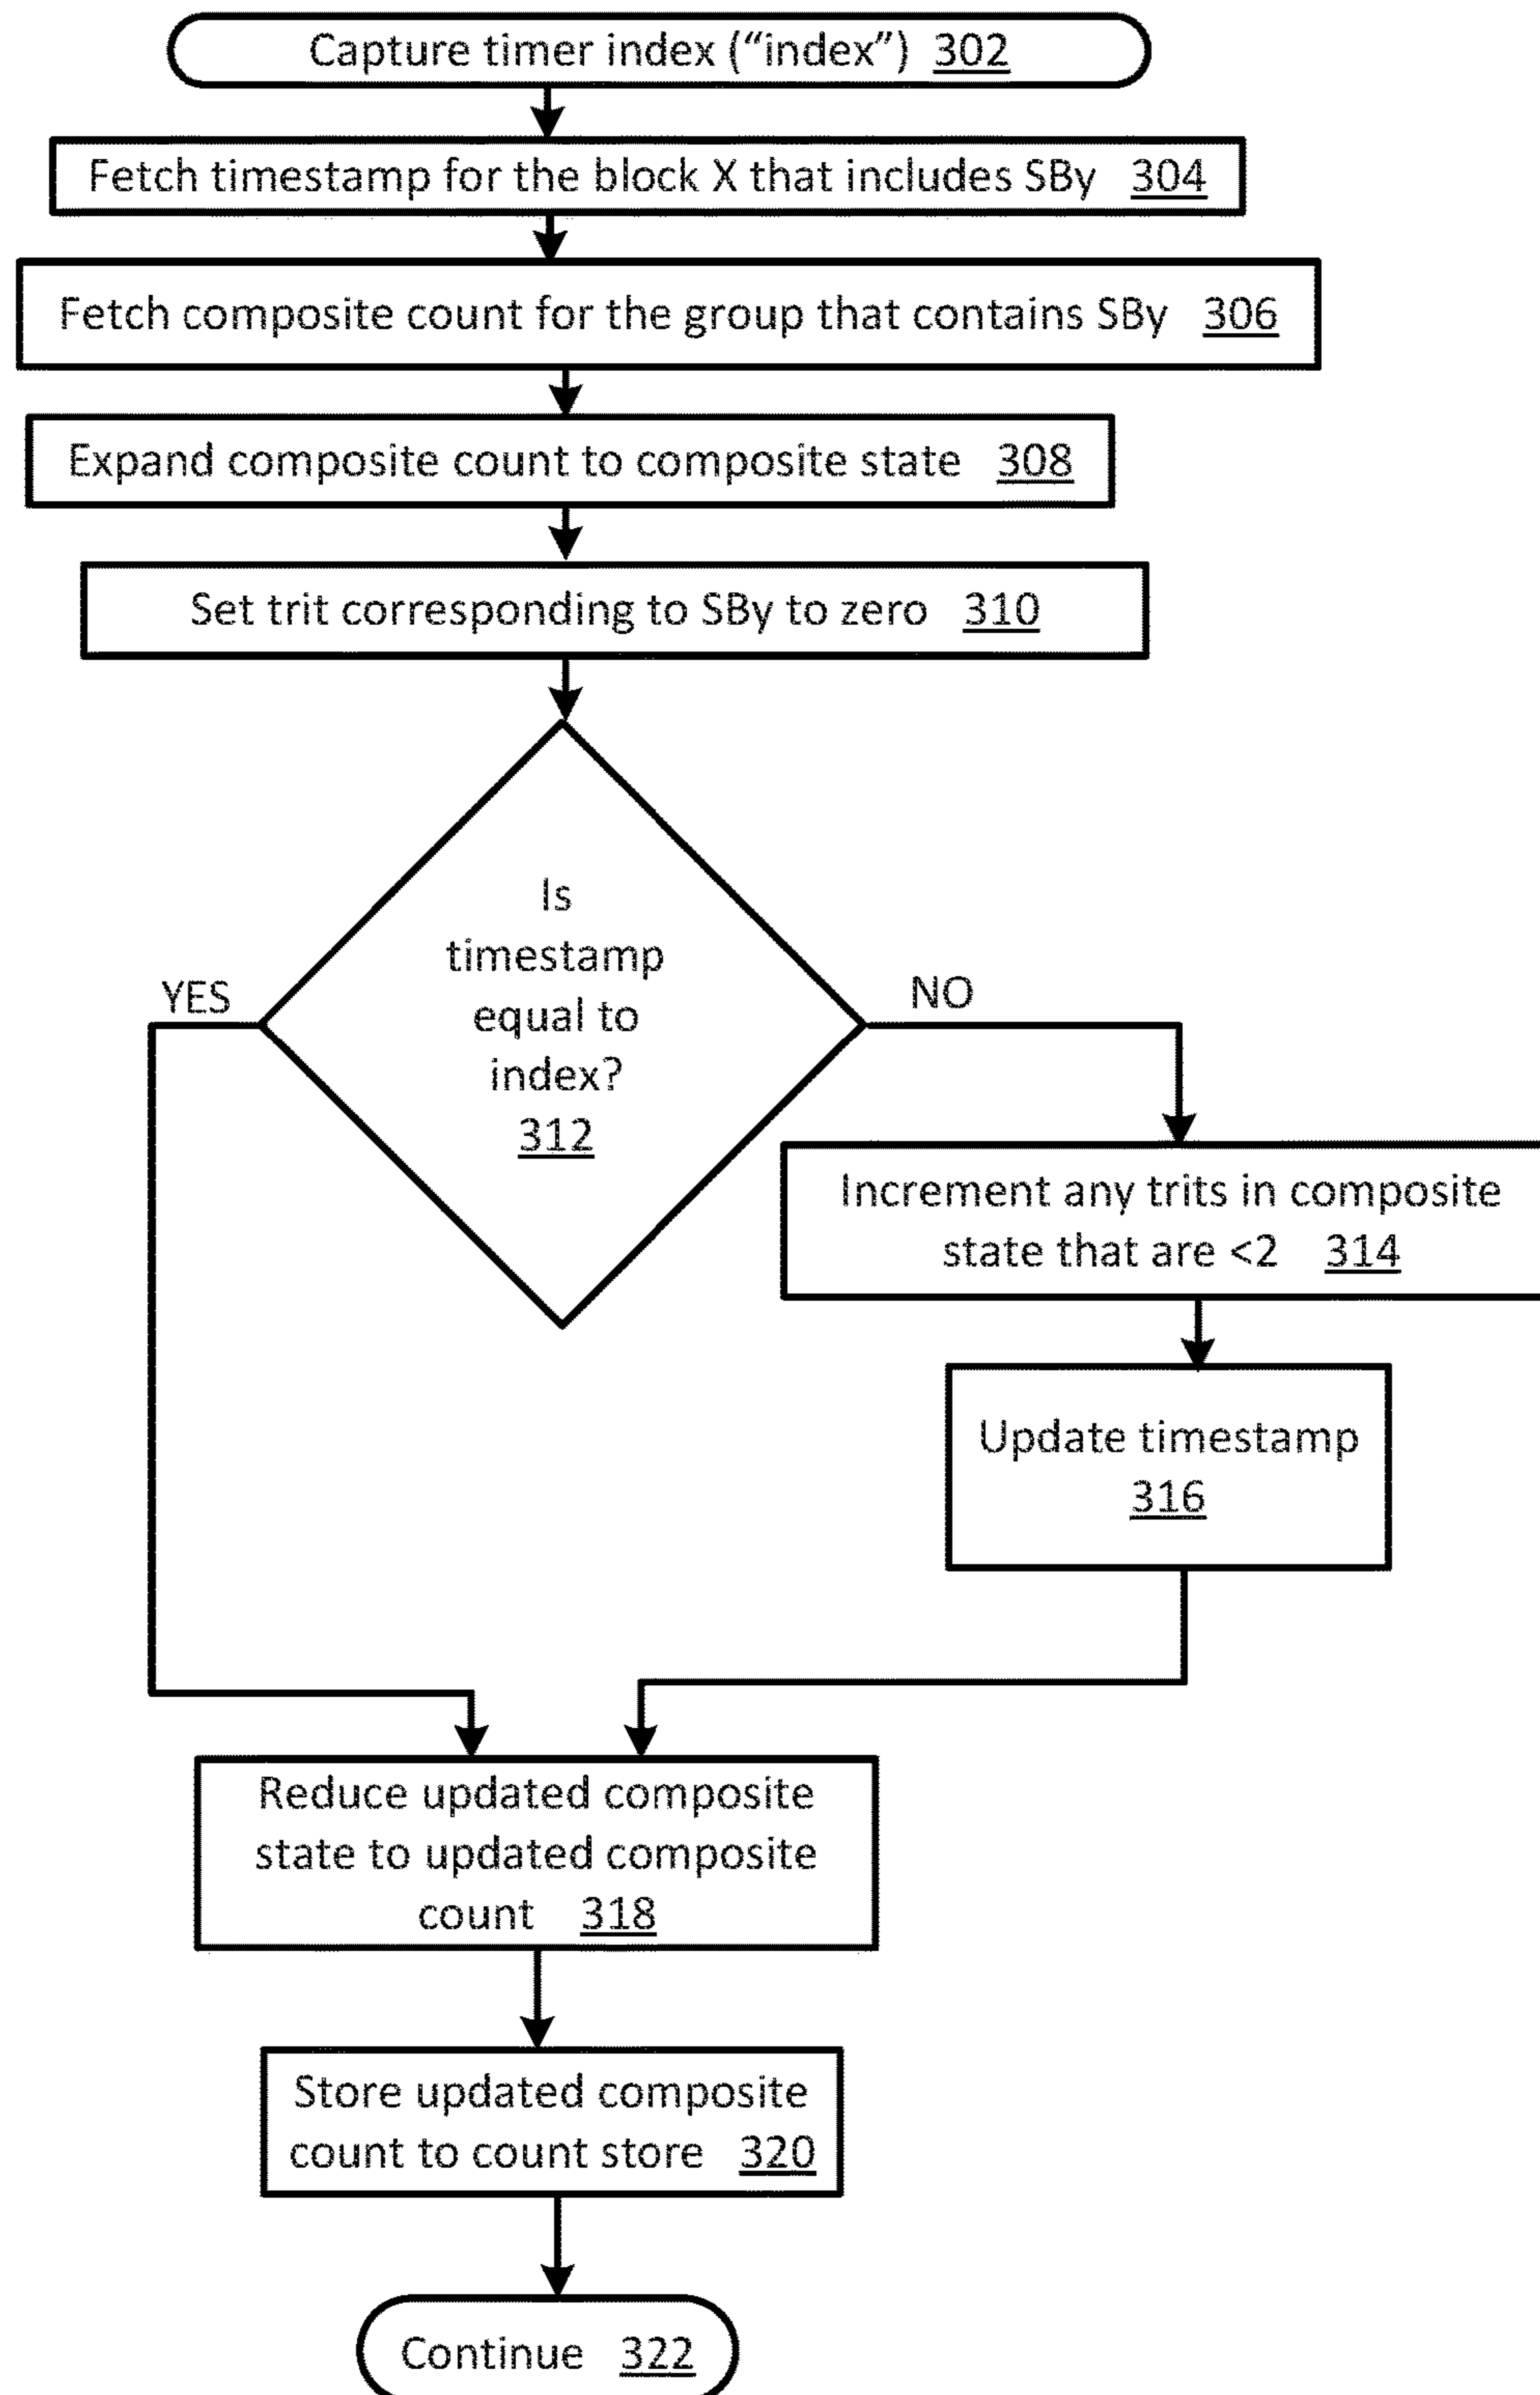 Capture timer index (“index”) 302
Fetch timestamp for the block X that includes SBy 304
Fetch composite count for the group that contains SBy 306
Expand composite count to composite state 308
Set trit corresponding to SBy to zero 310
Is
timestamp
equal to
index?
312
YES
NO
Increment any trits in composite
state that are <2 314
Update timestamp
316
Reduce updated composite
state to updated composite
count 318
Store updated composite
count to count store 320
Continue 322